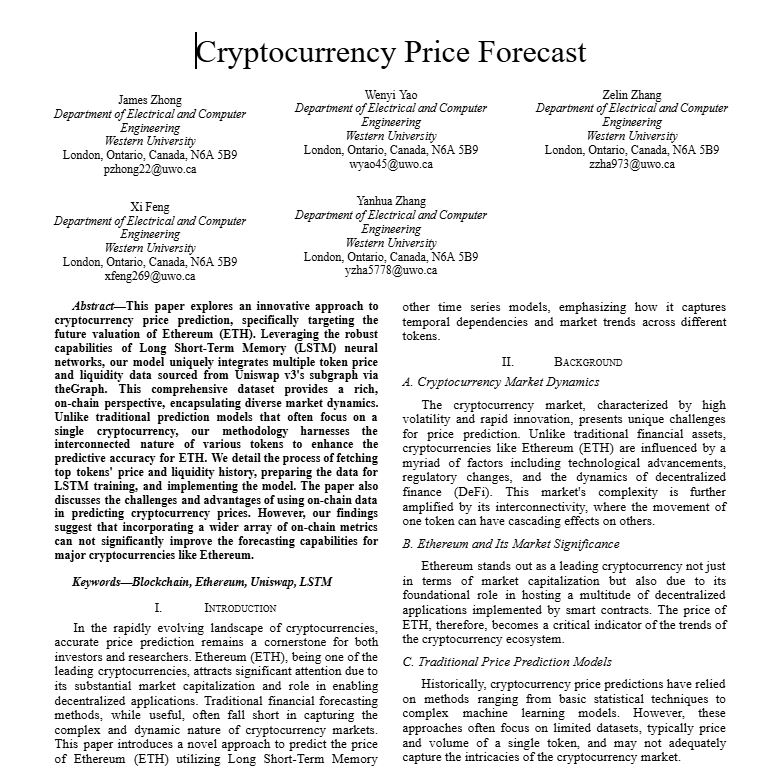 Cryptocurrency Price Forecast
James Zhong
Department of Electrical and Computer
Engineering
Western University
London, Ontario, Canada, N6A 5B9
pzhong22@uwo.ca
Wenyi Yao
Department of Electrical and Computer
Engineering
Western University
London, Ontario, Canada, N6A 5B9
wyao45@uwo.ca
Zelin Zhang
Department of Electrical and Computer
Engineering
Western University
London, Ontario, Canada, N6A 5B9
zzha973@uwo.ca
Xi Feng
Department of Electrical and Computer
Engineering
Western University
London, Ontario, Canada, N6A 5B9
xfeng269@uwo.ca
Yanhua Zhang
Department of Electrical and Computer
Engineering
Western University
London, Ontario, Canada, N6A 5B9
yzha5778@uwo.ca
Abstract—This paper explores an innovative approach to
cryptocurrency price prediction, specifically targeting the
future valuation of Ethereum (ETH). Leveraging the robust
capabilities of Long Short-Term Memory (LSTM) neural
networks, our model uniquely integrates multiple token price
and liquidity data sourced from Uniswap v3's subgraph via
theGraph. This comprehensive dataset provides a rich,
on-chain perspective, encapsulating diverse market dynamics.
Unlike traditional prediction models that often focus on a
single cryptocurrency, our methodology harnesses the
interconnected nature of various tokens to enhance the
predictive accuracy for ETH. We detail the process of fetching
top tokens' price and liquidity history, preparing the data for
LSTM training, and implementing the model. The paper also
discusses the challenges and advantages of using on-chain data
in predicting cryptocurrency prices. However, our findings
suggest that incorporating a wider array of on-chain metrics
can not significantly improve the forecasting capabilities for
major cryptocurrencies like Ethereum.
Keywords—Blockchain, Ethereum, Uniswap, LSTM
I. INTRODUCTION
In the rapidly evolving landscape of cryptocurrencies,
accurate price prediction remains a cornerstone for both
investors and researchers. Ethereum (ETH), being one of the
leading cryptocurrencies, attracts significant attention due to
its substantial market capitalization and role in enabling
decentralized applications. Traditional financial forecasting
methods, while useful, often fall short in capturing the
complex and dynamic nature of cryptocurrency markets.
This paper introduces a novel approach to predict the price
of Ethereum (ETH) utilizing Long Short-Term Memory
other time series models, emphasizing how it captures
temporal dependencies and market trends across different
tokens.
II. BACKGROUND
A. Cryptocurrency Market Dynamics
The cryptocurrency market, characterized by high
volatility and rapid innovation, presents unique challenges
for price prediction. Unlike traditional financial assets,
cryptocurrencies like Ethereum (ETH) are influenced by a
myriad of factors including technological advancements,
regulatory changes, and the dynamics of decentralized
finance (DeFi). This market's complexity is further
amplified by its interconnectivity, where the movement of
one token can have cascading effects on others.
B. Ethereum and Its Market Significance
Ethereum stands out as a leading cryptocurrency not just
in terms of market capitalization but also due to its
foundational role in hosting a multitude of decentralized
applications implemented by smart contracts. The price of
ETH, therefore, becomes a critical indicator of the trends of
the cryptocurrency ecosystem.
C. Traditional Price Prediction Models
Historically, cryptocurrency price predictions have relied
on methods ranging from basic statistical techniques to
complex machine learning models. However, these
approaches often focus on limited datasets, typically price
and volume of a single token, and may not adequately
capture the intricacies of the cryptocurrency market.